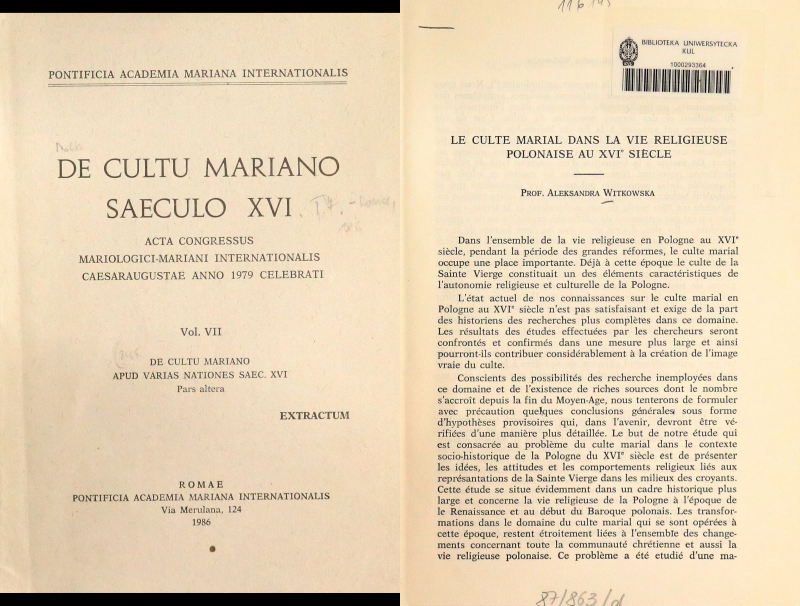 PONTIFICIA ACADEMIA MARIANA INTERNATIONALIS
DE CULTU MARIANO
SAECULO XVI
ACTA CONGRESSUS
MARIOLOGICI-MARIANI INTERNATIONALIS
CAESARAUGUSTAE ANNO 1979 CELEBRATI
Vol. VII
DE CULTU MARIANO
APUD VARIAS NATIONES SAEC. XVI
Pars altera
EXTRACTUM
ROMAE
PONTIFICIA ACADEMIA MARIANA INTERNATIONALIS
Via Merulana, 124
1986
BIBLIOTEKA UNIWERSYTECKA
KUL
1000293364
LE CULTE MARIAL DANS LA VIE RELIGIEUSE
POLONAISE AU XVIᵉ SIÈCLE
PROF. ALEKSANDRA WITKOWSKA
Dans l'ensemble de la vie religieuse en Pologne au XVIᵉ
siècle, pendant la période des grandes réformes, le culte marial
occupe une place importante. Déjà à cette époque le culte de la
Sainte Vierge constituait un des éléments caractéristiques de
l'autonomie religieuse et culturelle de la Pologne.
L'état actuel de nos connaissances sur le culte marial en
Pologne au XVIᵉ siècle n'est pas satisfaisant et exige de la part
des historiens des recherches plus complètes dans ce domaine.
Les résultats des études effectuées par les chercheurs seront
confrontés et confirmés dans une mesure plus large et ainsi
pourront-ils contribuer considérablement à la création de l'image
vraie du culte.
Conscients des possibilités des recherche inemployées dans
ce domaine et de l'existence de riches sources dont le nombre
s'accroît depuis la fin du Moyen-Age, nous tenterons de formuler
avec précaution quelques conclusions générales sous forme
d'hypothèses provisoires qui, dans l'avenir, devront être vé-
rifiées d'une manière plus détaillée. Le but de notre étude qui
est consacrée au problème du culte marial dans le contexte
socio-historique de la Pologne du XVIᵉ siècle est de présenter
les idées, les attitudes et les comportements religieux liés aux
représantations de la Sainte Vierge dans les milieux des croyants.
Cette étude se situe évidemment dans un cadre historique plus
large et concerne la vie religieuse de la Pologne à l'époque de
le Renaissance et au début du Baroque polonais. Les transfor-
mations dans le domaine du culte marial qui se sont opérées à
cette époque, restent étroitement liées à l'ensemble des change-
ments concernant toute la communauté chrétienne et aussi la
vie religieuse polonaise. Ce problème a été etudié d'une ma-
87/863/d